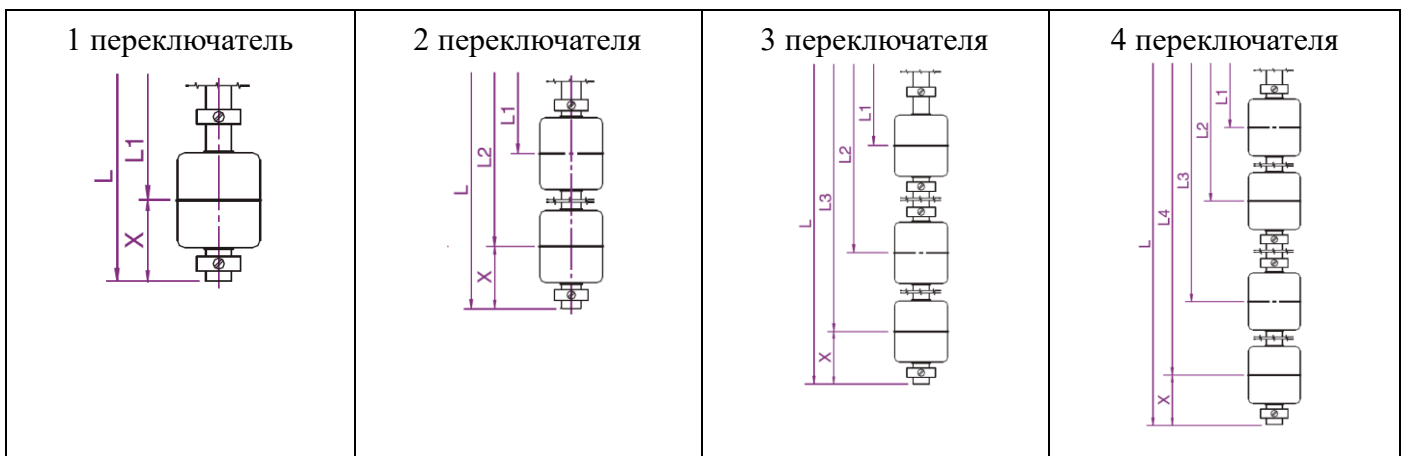 1 переключатель
2 переключателя
3 переключателя
4 переключателя
L
L1
X
L
L2
L1
X
L
L3
L2
L1
X
L
L4
L3
L2
L1
X